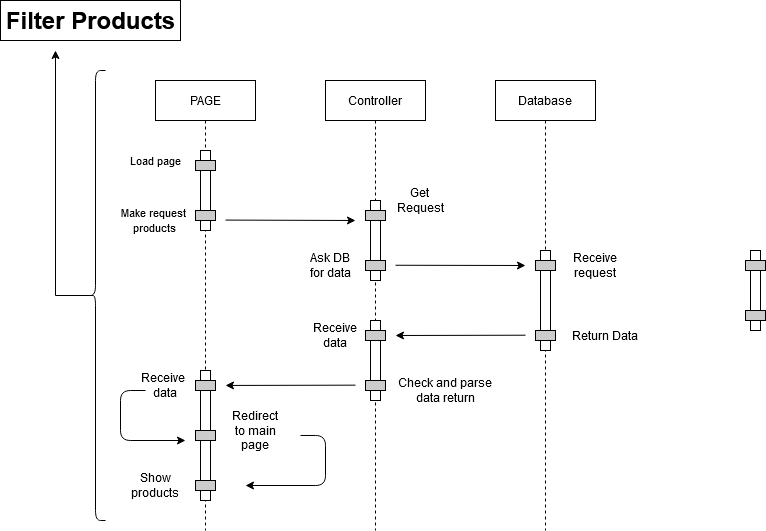 Filter Products
PAGE
Controller
Database
Load page
Make request
products
Get
Request
Ask DB
for data
Receive
request
Receive
data
Return Data
Receive
data
Check and parse
data return
Redirect
to main
page
Show
products